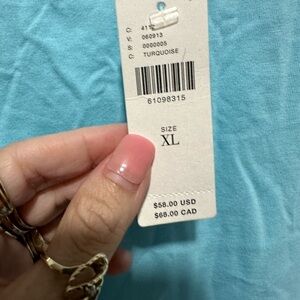 D:
S: 060913
Y: 0000005
C: TURQUOISE
61098315
SIZE
XL
$58.00 USD
$68.00 CAD